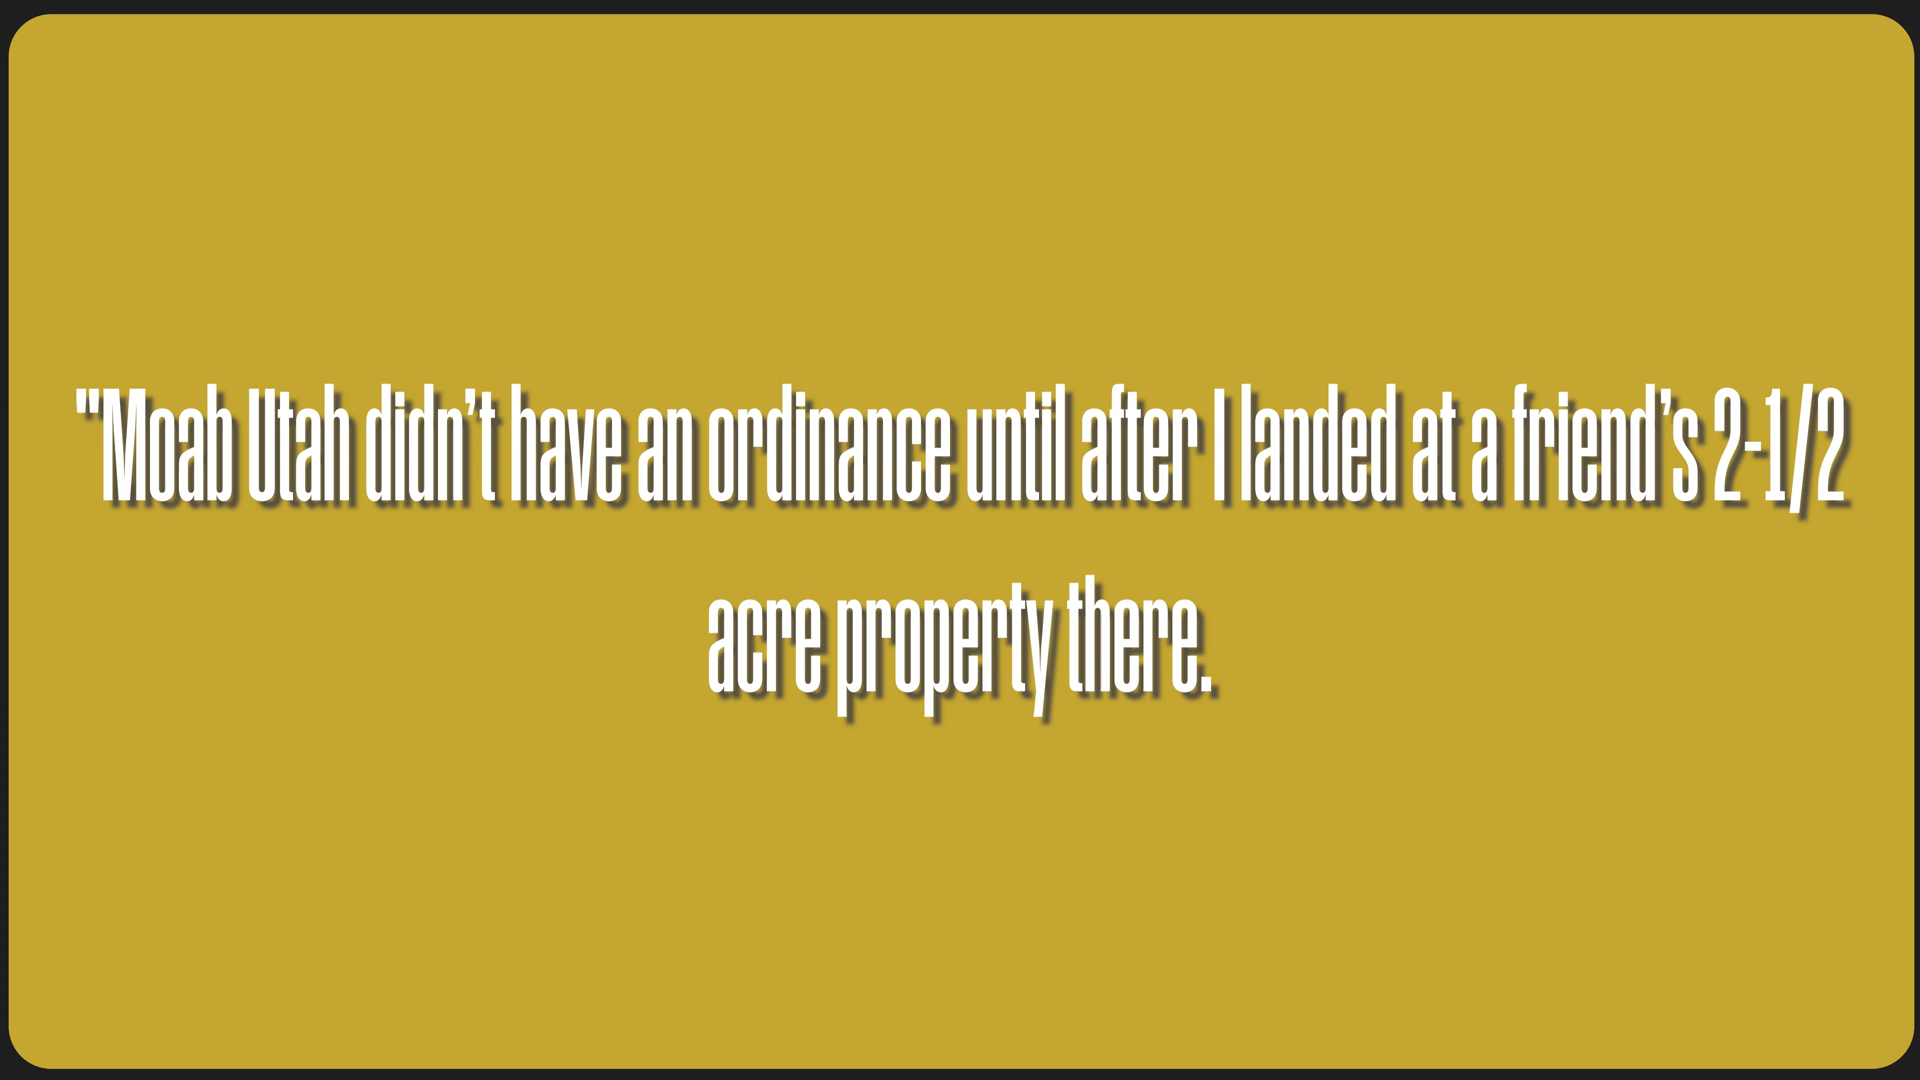 "Moab Utah didn’t have an ordinance until after I landed at a friend’s 2-1/2
acre property there.